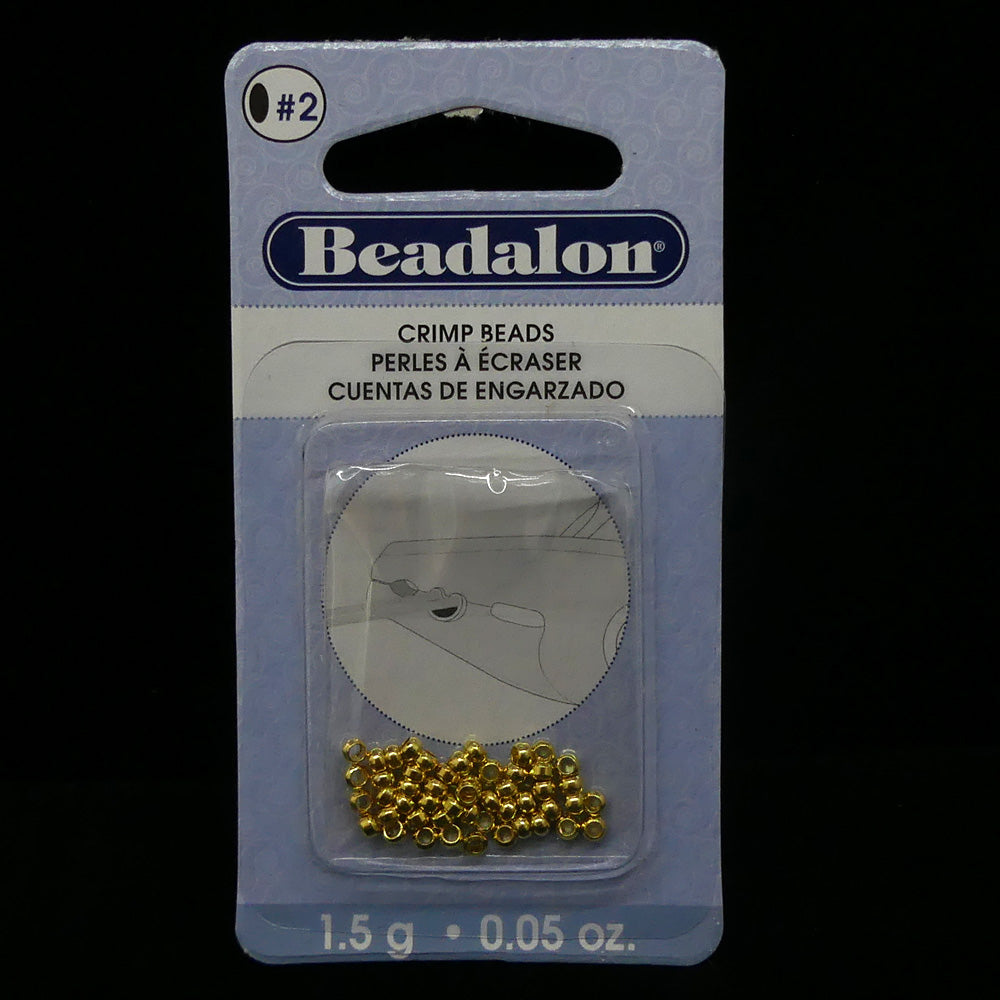 #2
Beadalon®
CRIMP BEADS
PERLES À ÉCRASER
CUENTAS DE ENGARZADO
1.5 g • 0.05 oz.